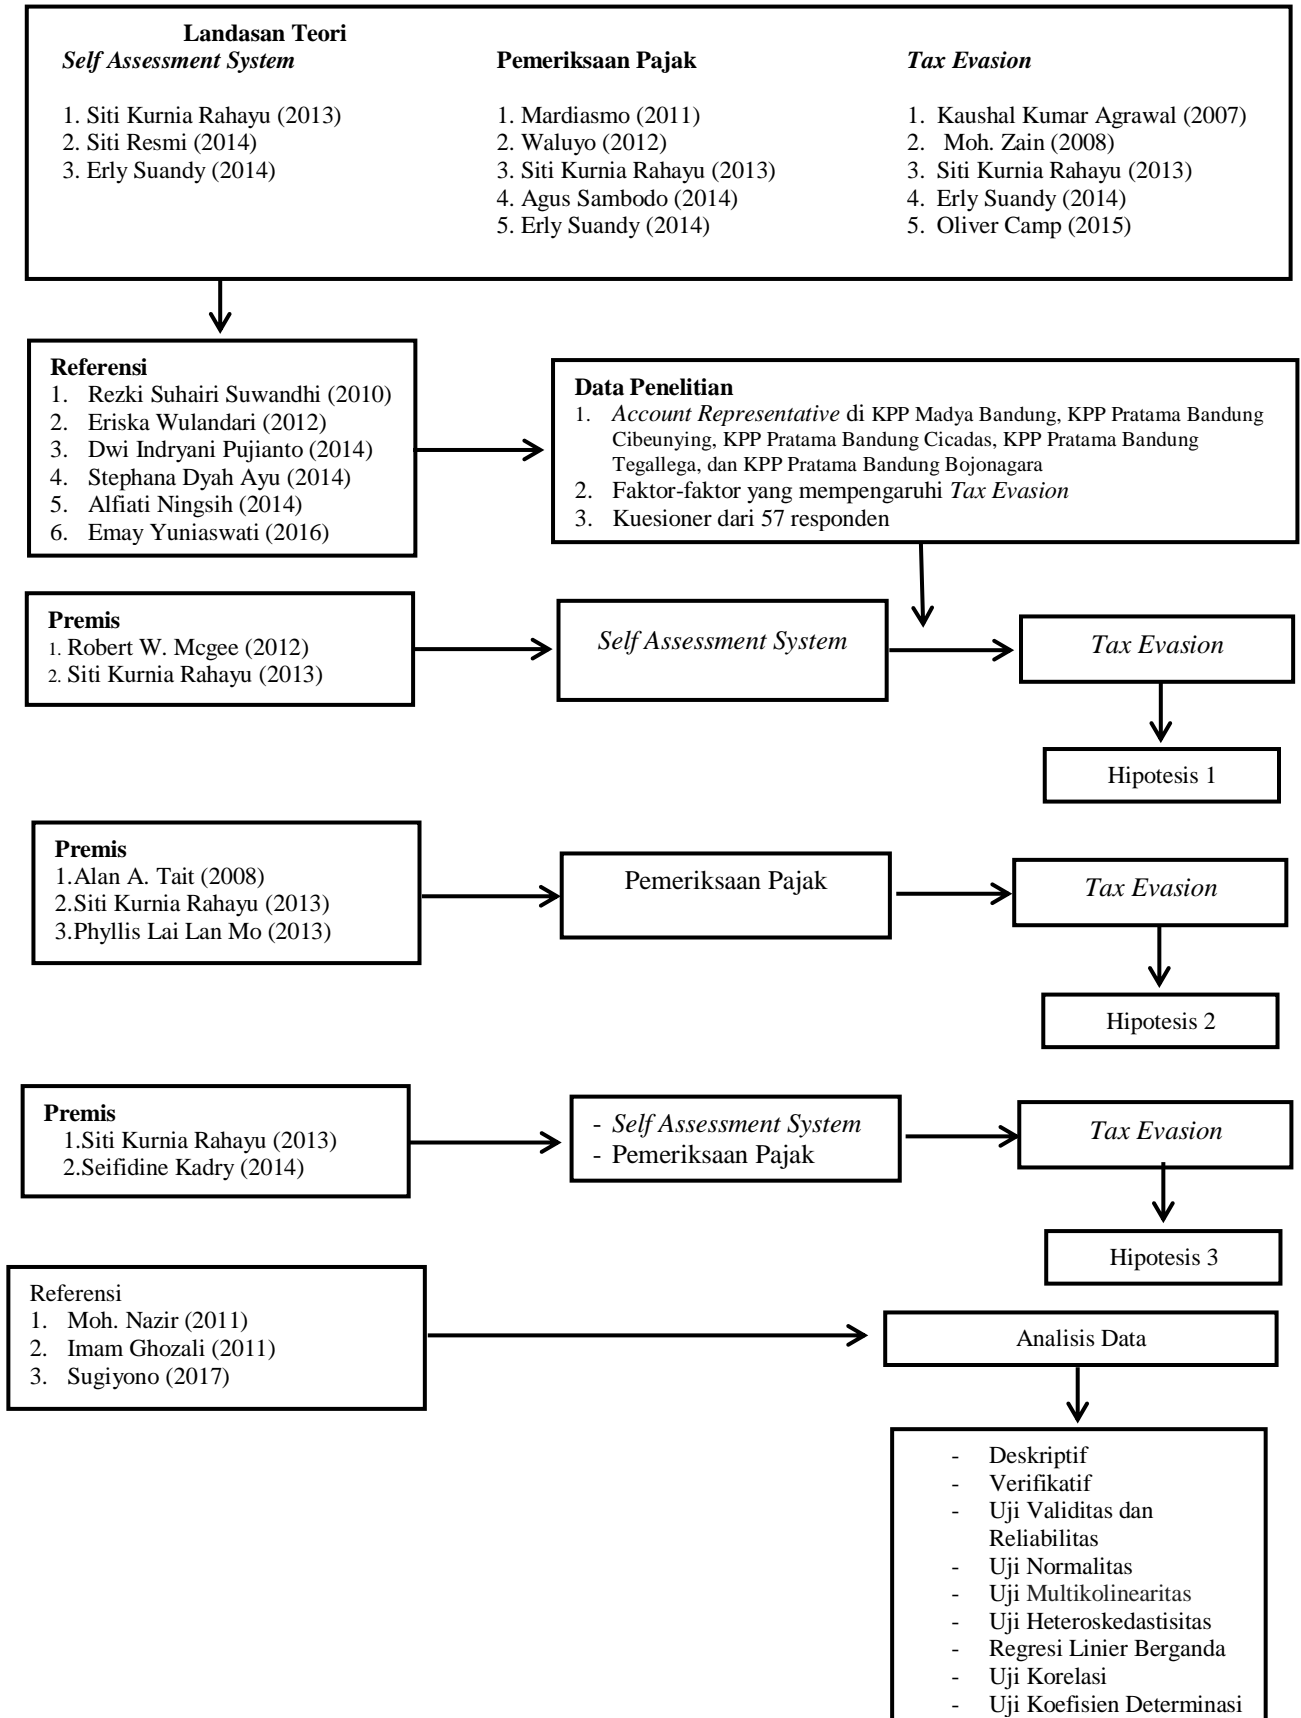 Landasan Teori
Self Assessment System
1. Siti Kurnia Rahayu (2013)
2. Siti Resmi (2014)
3. Erly Suandy (2014)
Pemeriksaan Pajak
1. Mardiasmo (2011)
2. Waluyo (2012)
3. Siti Kurnia Rahayu (2013)
4. Agus Sambodo (2014)
5. Erly Suandy (2014)
Tax Evasion
1. Kaushal Kumar Agrawal (2007)
2. Moh. Zain (2008)
3. Siti Kurnia Rahayu (2013)
4. Erly Suandy (2014)
5. Oliver Camp (2015)
Referensi
1. Rezki Suhairi Suwandhi (2010)
2. Eriska Wulandari (2012)
3. Dwi Indryani Pujianto (2014)
4. Stephana Dyah Ayu (2014)
5. Alfiati Ningsih (2014)
6. Emay Yuniaswati (2016)
Data Penelitian
1. Account Representative di KPP Madya Bandung, KPP Pratama Bandung
Cibeunying, KPP Pratama Bandung Cicadas, KPP Pratama Bandung
Tegallega, dan KPP Pratama Bandung Bojonagara
2. Faktor-faktor yang mempengaruhi Tax Evasion
3. Kuesioner dari 57 responden
Premis
1. Robert W. Mcgee (2012)
2. Siti Kurnia Rahayu (2013)
Self Assessment System
Tax Evasion
Hipotesis 1
Premis
1.Alan A. Tait (2008)
2.Siti Kurnia Rahayu (2013)
3.Phyllis Lai Lan Mo (2013)
Pemeriksaan Pajak
Tax Evasion
Hipotesis 2
Premis
1.Siti Kurnia Rahayu (2013)
2.Seifidine Kadry (2014)
- Self Assessment System
- Pemeriksaan Pajak
Tax Evasion
Hipotesis 3
Referensi
1. Moh. Nazir (2011)
2. Imam Ghozali (2011)
3. Sugiyono (2017)
Analisis Data
- Deskriptif
- Verifikatif
- Uji Validitas dan
Reliabilitas
- Uji Normalitas
- Uji Multikolinearitas
- Uji Heteroskedastisitas
- Regresi Linier Berganda
- Uji Korelasi
- Uji Koefisien Determinasi